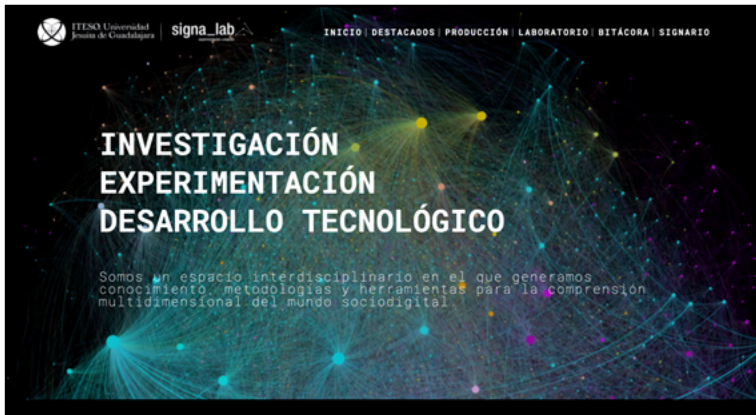 ITESO, Universidad
Jesuita de Guadalajara
signa_lab
INICIO | DESTACADOS | PRODUCCIÓN | LABORATORIO | BITÁCORA | SIGNARIO
INVESTIGACIÓN
EXPERIMENTACIÓN
DESARROLLO TECNOLÓGICO
Somos un espacio interdisciplinario en el que generamos
conocimiento, metodologías y herramientas para la comprensión
multidimensional del mundo sociodigital